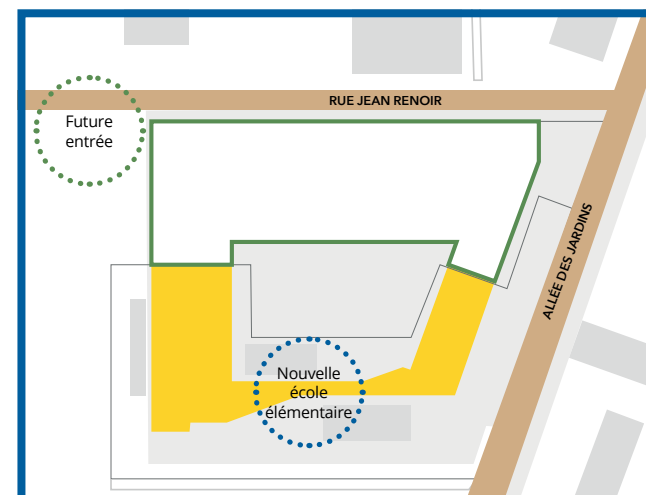 RUE JEAN RENOIR
Future
entrée
ALLÉE DES JARDINS
Nouvelle
école
élémentaire